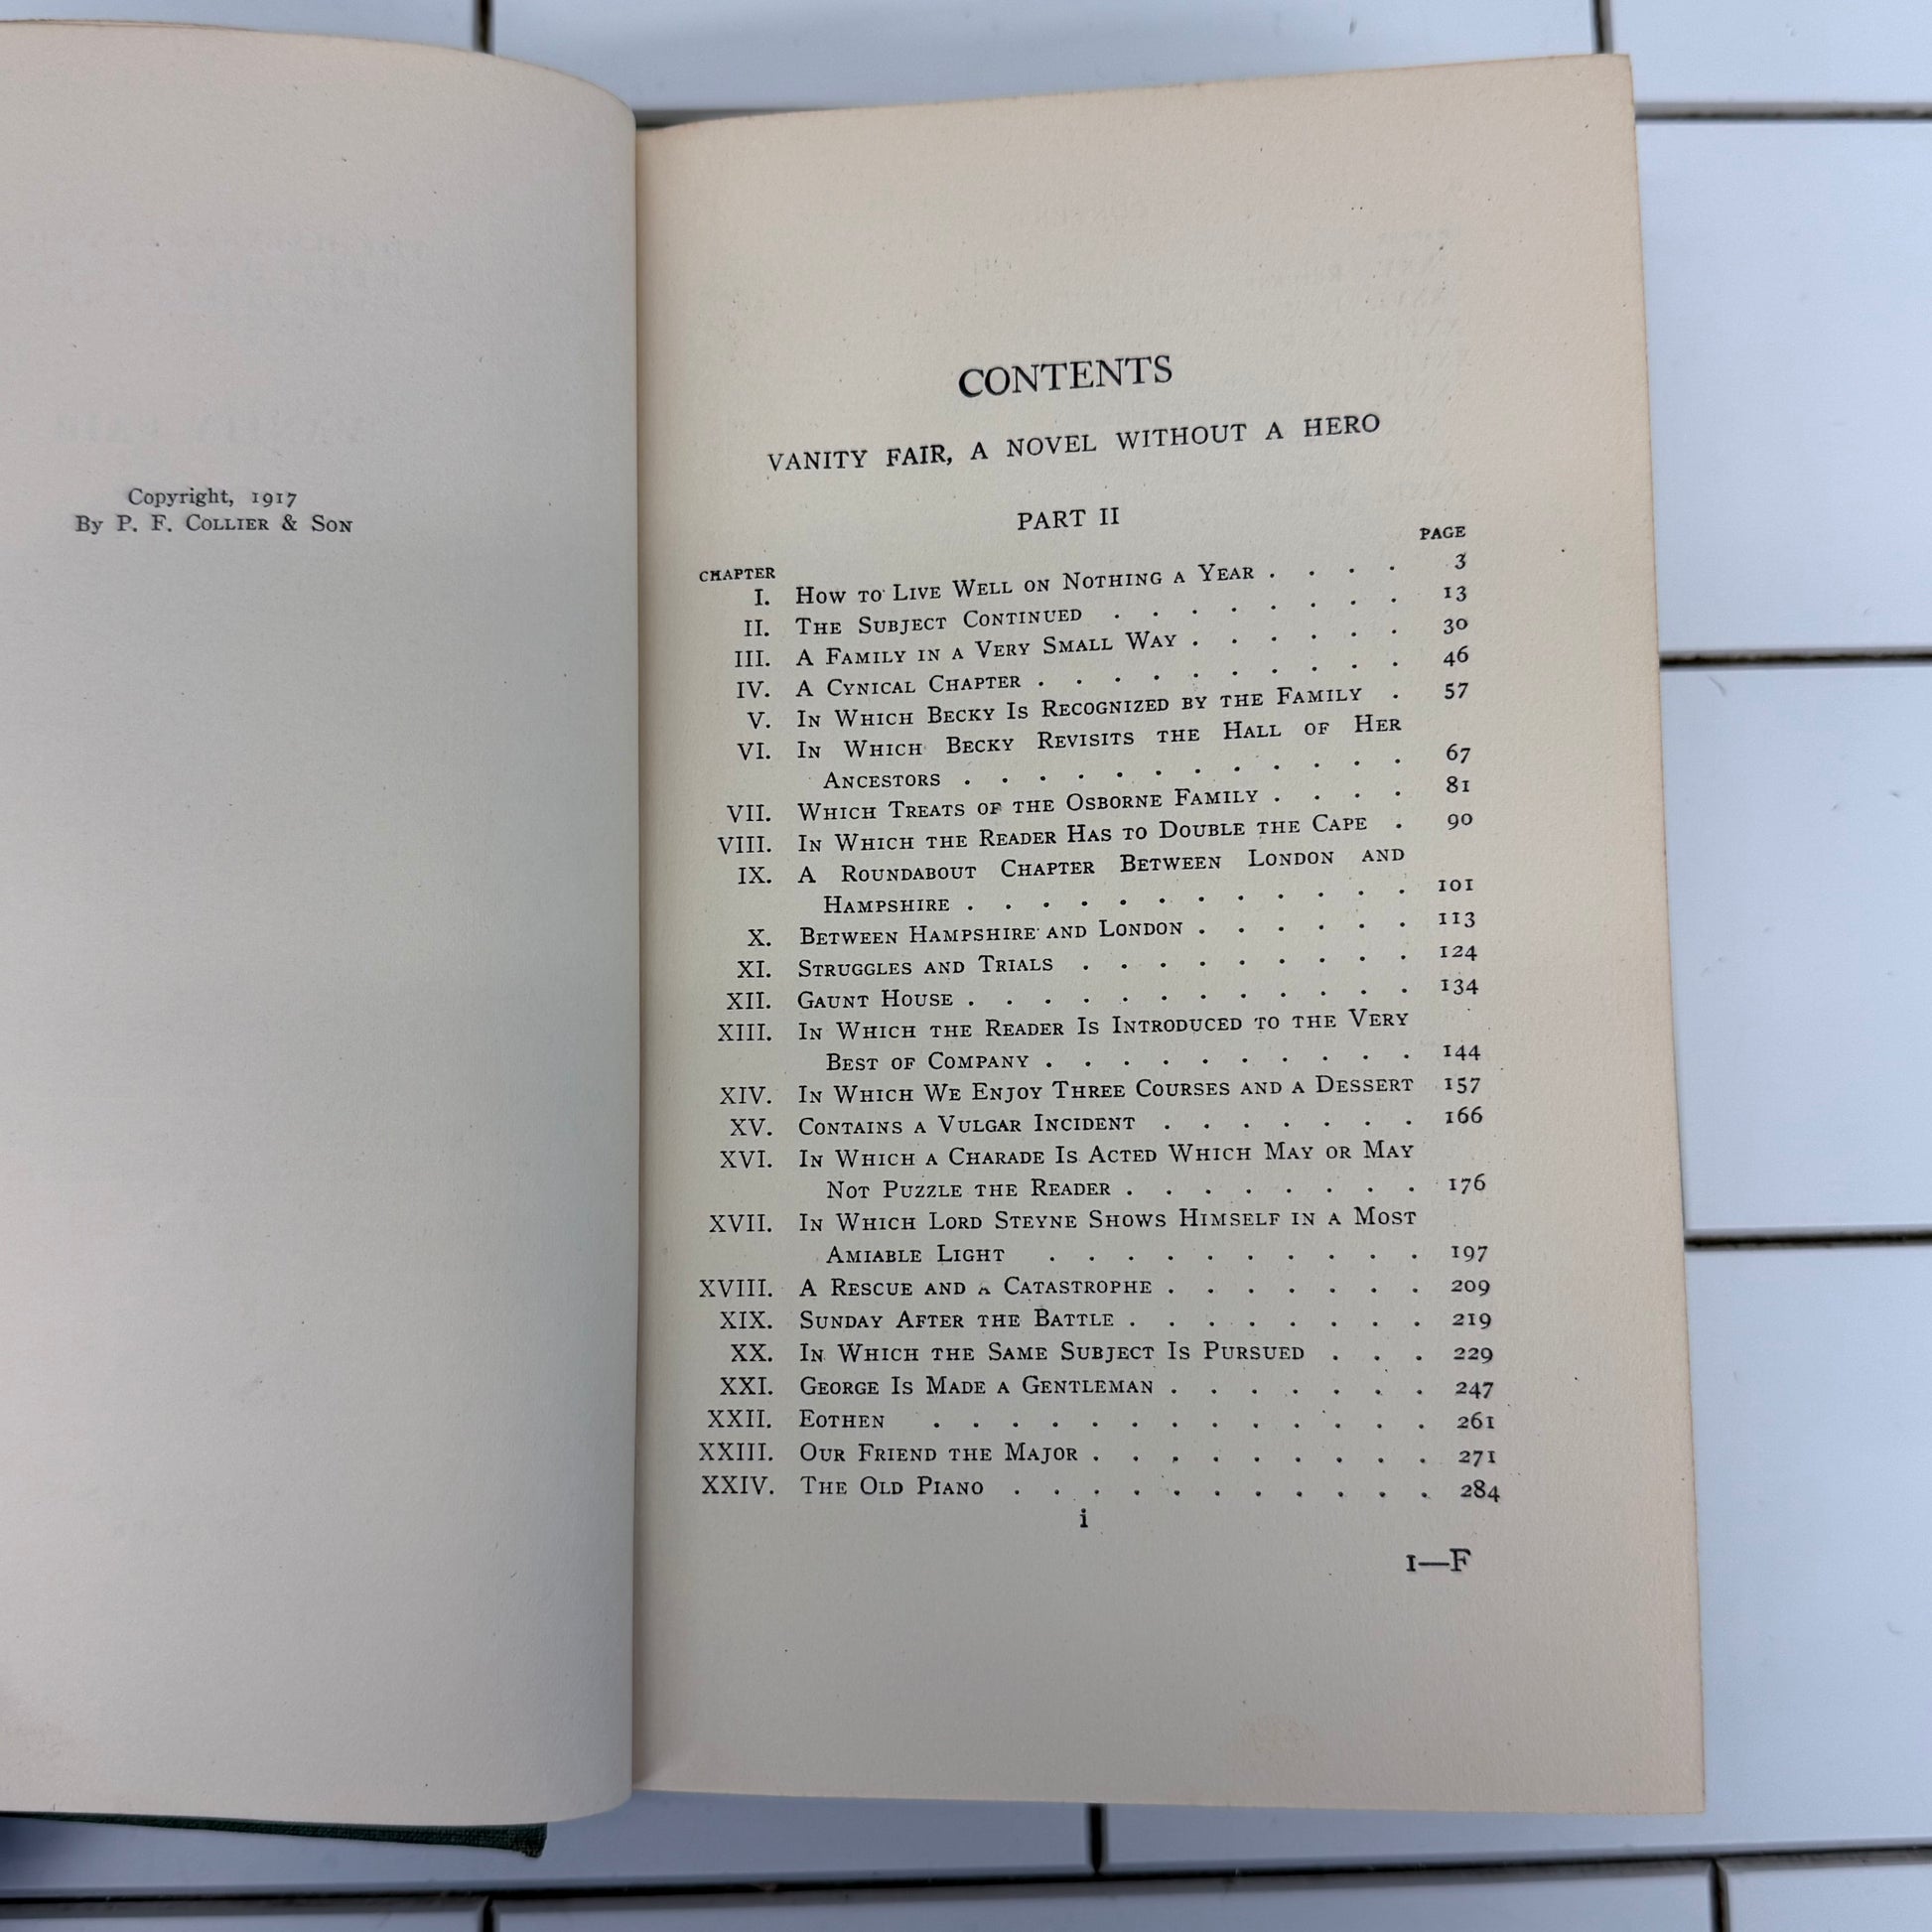 Copyright, 1917
By P. F. Collier & Son
CONTENTS
VANITY FAIR, A NOVEL WITHOUT A HERO
PART II
CHAPTER PAGE
I. How to Live Well on Nothing a Year . . . . 3
II. The Subject Continued . . . . . . . . 13
III. A Family in a Very Small Way . . . . . . 30
IV. A Cynical Chapter . . . . . . . . . . 46
V. In Which Becky Is Recognized by the Family . 57
VI. In Which Becky Revisits the Hall of Her
Ancestors . . . . . . . . . . . . 67
VII. Which Treats of the Osborne Family . . . . 81
VIII. In Which the Reader Has to Double the Cape . 90
IX. A Roundabout Chapter Between London and
Hampshire . . . . . . . . . . . . 101
X. Between Hampshire and London . . . . . . 113
XI. Struggles and Trials . . . . . . . . . 124
XII. Gaunt House . . . . . . . . . . . . 134
XIII. In Which the Reader Is Introduced to the Very
Best of Company . . . . . . . . . . 144
XIV. In Which We Enjoy Three Courses and a Dessert 157
XV. Contains a Vulgar Incident . . . . . . . 166
XVI. In Which a Charade Is Acted Which May or May
Not Puzzle the Reader . . . . . . . . 176
XVII. In Which Lord Steyne Shows Himself in a Most
Amiable Light . . . . . . . . . . 197
XVIII. A Rescue and a Catastrophe . . . . . . . 209
XIX. Sunday After the Battle . . . . . . . . 219
XX. In Which the Same Subject Is Pursued . . . 229
XXI. George Is Made a Gentleman . . . . . . . 247
XXII. Eothen . . . . . . . . . . . . . 261
XXIII. Our Friend the Major . . . . . . . . . 271
XXIV. The Old Piano . . . . . . . . . . . 284
i
1—F